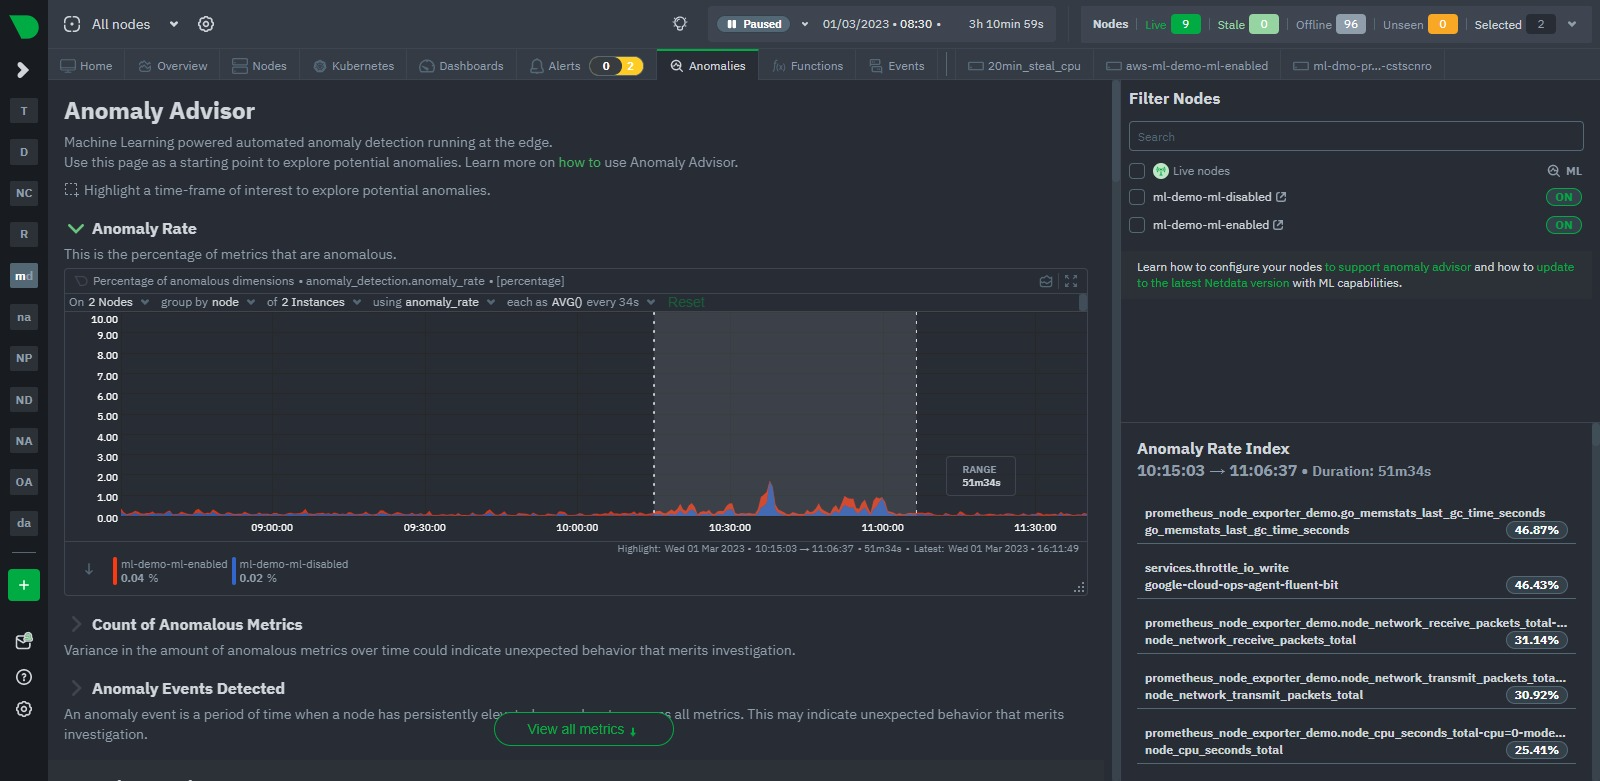 All nodes
Paused 01/03/2023 • 08:30 • 3h 10min 59s
Nodes Live 9 Stale 0 Offline 96 Unseen 0 Selected 2
Home Overview Nodes Kubernetes Dashboards Alerts 0 2 Anomalies f(x) Functions Events 20min_steal_cpu aws-ml-demo-ml-enabled ml-dmo-pr...-cstscnro
T
D
NC
R
md
na
NP
ND
NA
OA
da
+
Anomaly Advisor
Machine Learning powered automated anomaly detection running at the edge.
Use this page as a starting point to explore potential anomalies. Learn more on how to use Anomaly Advisor.
Highlight a time-frame of interest to explore potential anomalies.
Anomaly Rate
This is the percentage of metrics that are anomalous.
Percentage of anomalous dimensions • anomaly_detection.anomaly_rate • [percentage]
On 2 Nodes group by node of 2 Instances using anomaly_rate each as AVG() every 34s Reset
10.00
9.00
8.00
7.00
6.00
5.00
4.00
3.00
2.00
1.00
0.00
RANGE
51m34s
09:00:00 09:30:00 10:00:00 10:30:00 11:00:00 11:30:00
Highlight: Wed 01 Mar 2023 • 10:15:03 → 11:06:37 • 51m34s • Latest: Wed 01 Mar 2023 • 16:11:49
ml-demo-ml-enabled ml-demo-ml-disabled
0.04 % 0.02 %
Count of Anomalous Metrics
Variance in the amount of anomalous metrics over time could indicate unexpected behavior that merits investigation.
Anomaly Events Detected
An anomaly event is a period of time when a node has persistently all metrics. This may indicate unexpected behavior that merits
investigation.
View all metrics ↓
Filter Nodes
Search
Live nodes ML
ml-demo-ml-disabled ON
ml-demo-ml-enabled ON
Learn how to configure your nodes to support anomaly advisor and how to update
to the latest Netdata version with ML capabilities.
Anomaly Rate Index
10:15:03 → 11:06:37 • Duration: 51m34s
prometheus_node_exporter_demo.go_memstats_last_gc_time_seconds
go_memstats_last_gc_time_seconds 46.87%
services.throttle_io_write
google-cloud-ops-agent-fluent-bit 46.43%
prometheus_node_exporter_demo.node_network_receive_packets_total-...
node_network_receive_packets_total 31.14%
prometheus_node_exporter_demo.node_network_transmit_packets_tota...
node_network_transmit_packets_total 30.92%
prometheus_node_exporter_demo.node_cpu_seconds_total-cpu=0-mode...
node_cpu_seconds_total 25.41%